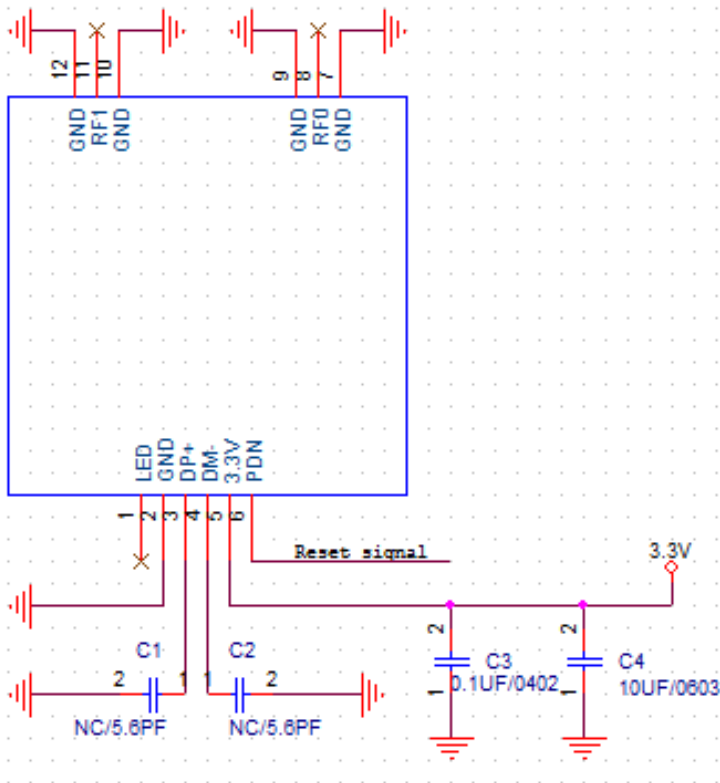 12 11 10 9 8 7
GND RF1 GND GND RF0 GND
LED GND DP+ DM- 3.3V PDN
1 2 3 4 5 6
Reset signal
3.3V
C1 C2
2 1 1 2
NC/5.6PF NC/5.6PF
2 2
C3 C4
0.1UF/0402 10UF/0603
1 1